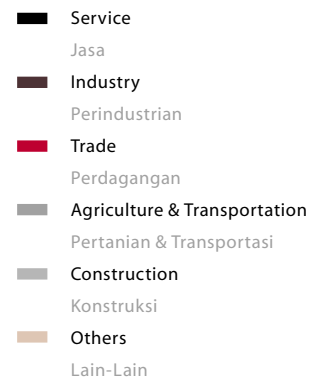 Service
Jasa
Industry
Perindustrian
Trade
Perdagangan
Agriculture & Transportation
Pertanian & Transportasi
Construction
Konstruksi
Others
Lain-Lain